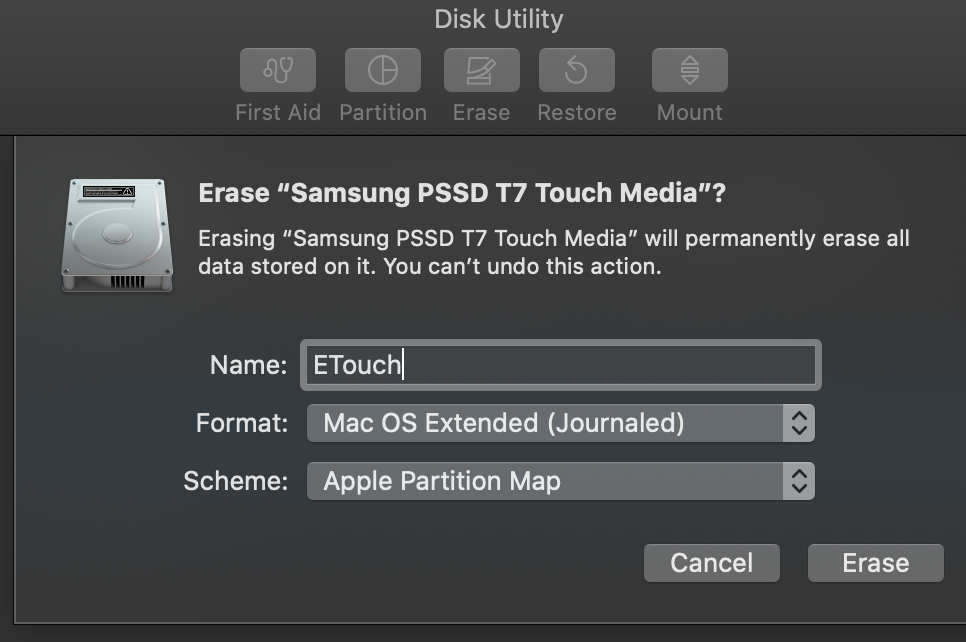 Disk Utility
First Aid Partition Erase Restore Mount
Erase “Samsung PSSD T7 Touch Media”?
Erasing “Samsung PSSD T7 Touch Media” will permanently erase all
data stored on it. You can’t undo this action.
Name: ETouch
Format: Mac OS Extended (Journaled)
Scheme: Apple Partition Map
Cancel Erase